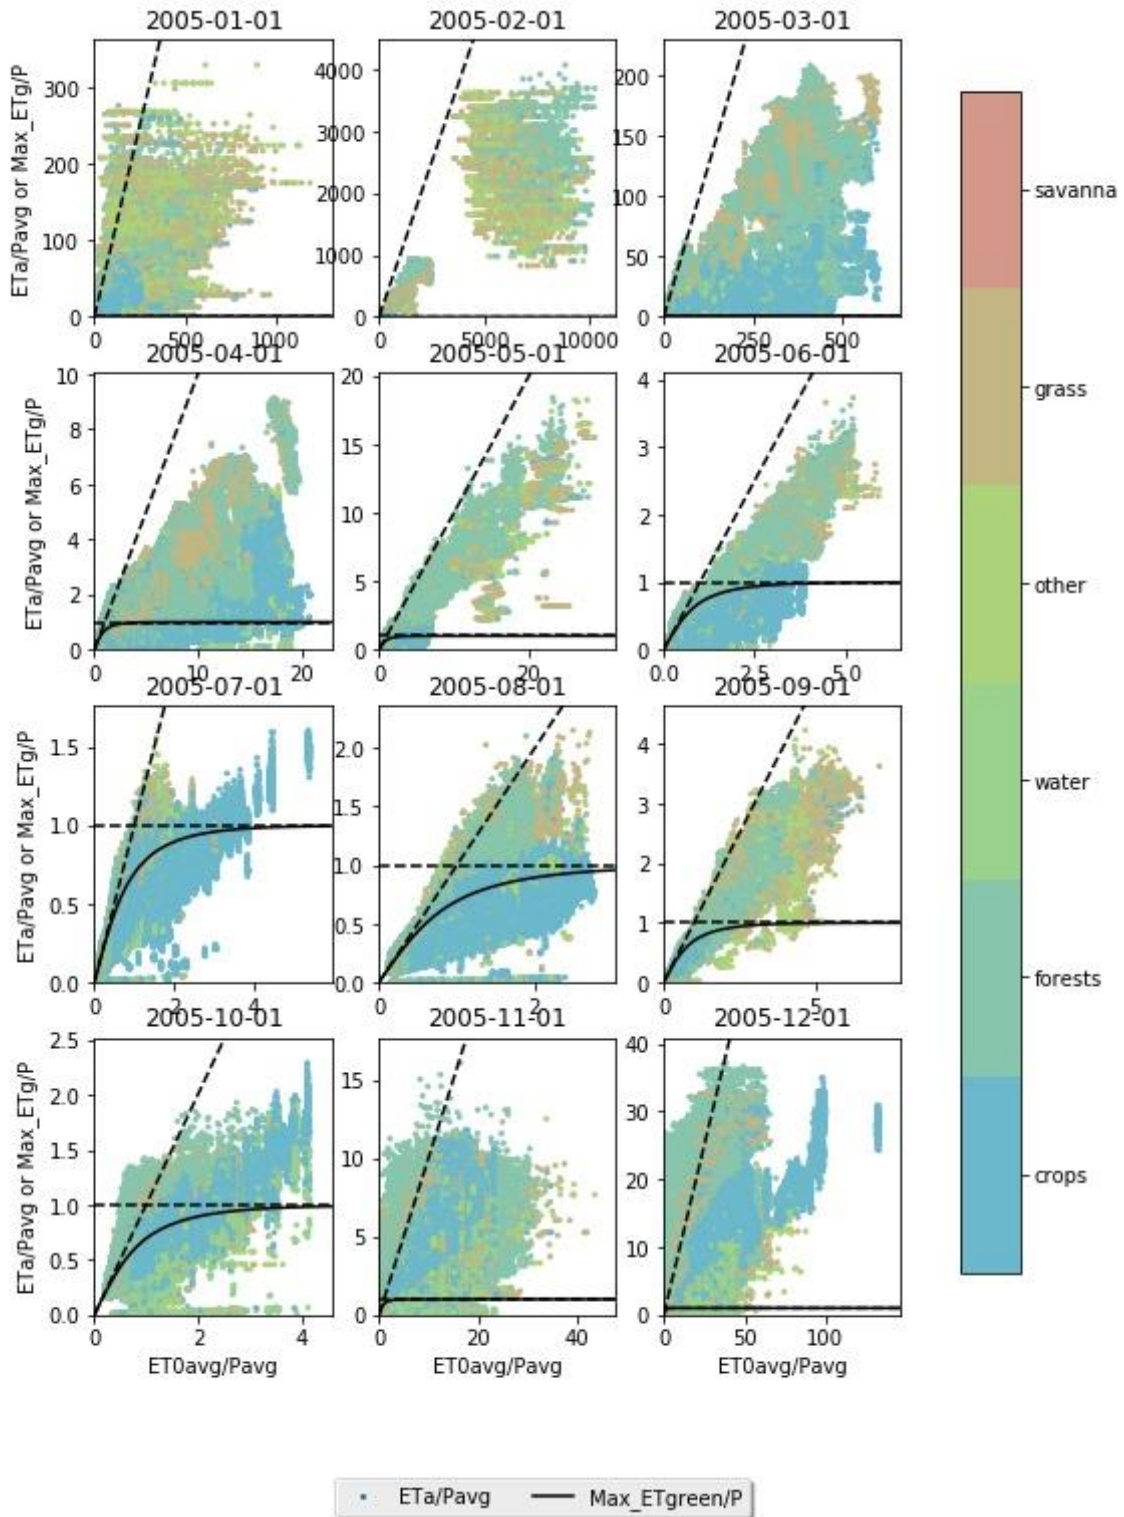 2005-01-01 2005-02-01 2005-03-01
ETa/Pavg or Max_ETg/P
0 100 200 300
0 500 1000
0 1000 2000 3000 4000
0 5000 10000
0 50 100 150 200
0 250 500
2005-04-01 2005-05-01 2005-06-01
ETa/Pavg or Max_ETg/P
0 2 4 6 8 10
0 10 20
0 5 10 15 20
0 20
0 1 2 3 4
0.0 2.5 5.0
2005-07-01 2005-08-01 2005-09-01
ETa/Pavg or Max_ETg/P
0.0 0.5 1.0 1.5
0 2 4
0.0 0.5 1.0 1.5 2.0
0 2
0 1 2 3 4
0 5
2005-10-01 2005-11-01 2005-12-01
ETa/Pavg or Max_ETg/P
0.0 0.5 1.0 1.5 2.0 2.5
0 2 4
0 5 10 15
0 20 40
0 10 20 30 40
0 50 100
ET0avg/Pavg ET0avg/Pavg ET0avg/Pavg
savanna
grass
other
water
forests
crops
ETa/Pavg Max_ETgreen/P